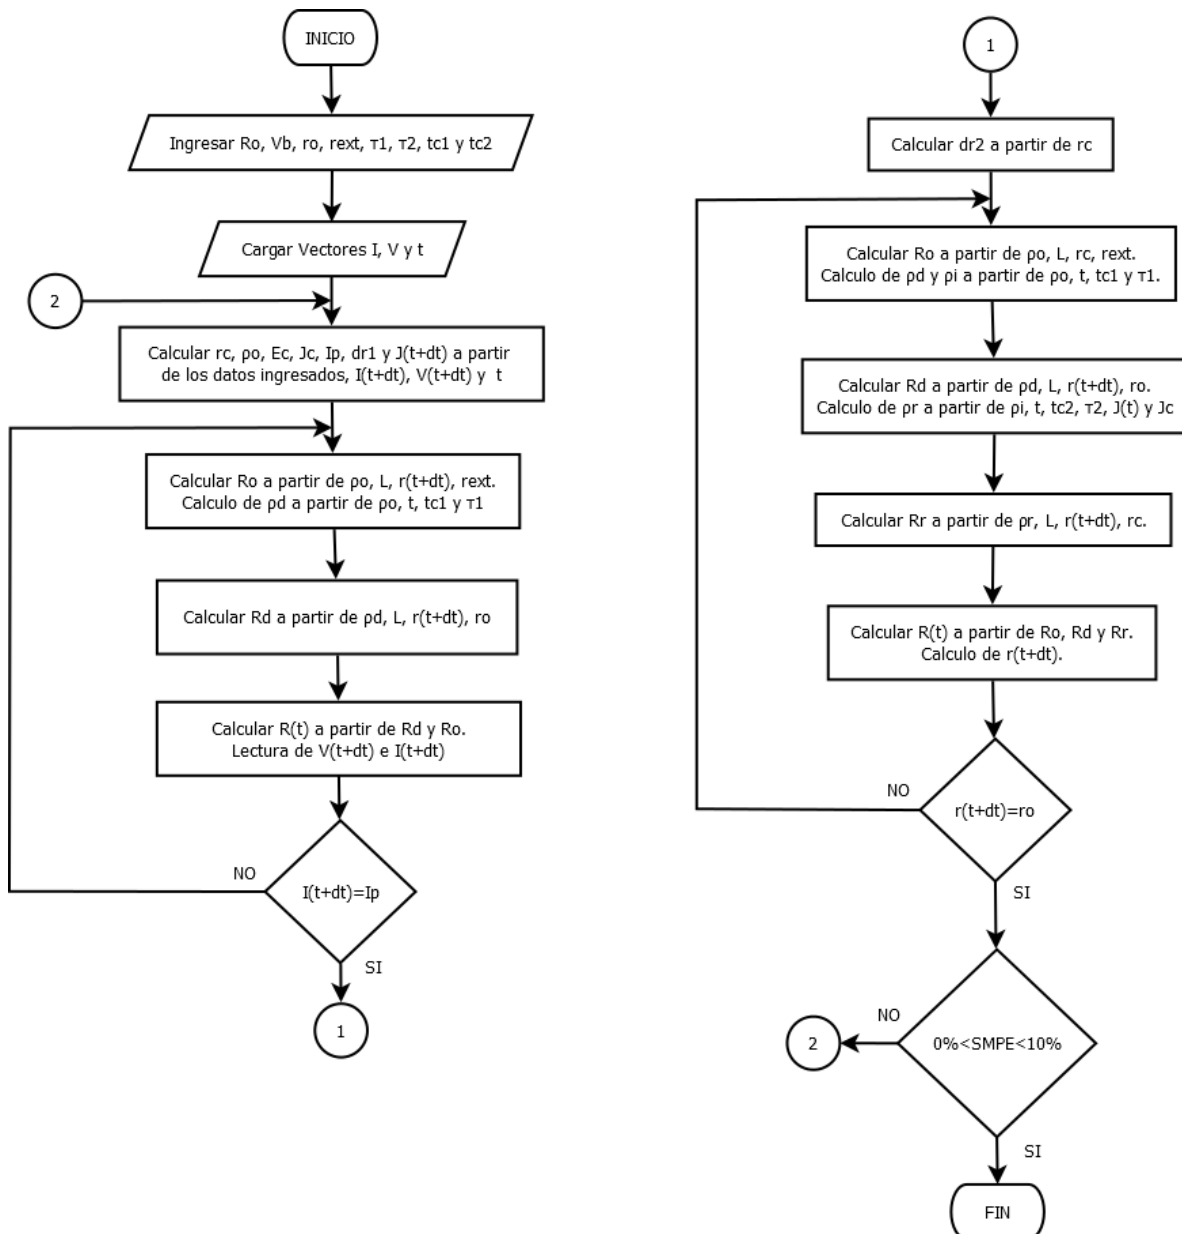 INICIO
Ingresar Ro, Vb, ro, rext, τ1, τ2, tc1 y tc2
Cargar Vectores I, V y t
2
Calcular rc, ρo, Ec, Jc, Ip, dr1 y J(t+dt) a partir
de los datos ingresados, I(t+dt), V(t+dt) y t
Calcular Ro a partir de ρo, L, r(t+dt), rext.
Calculo de ρd a partir de ρo, t, tc1 y τ1
Calcular Rd a partir de ρd, L, r(t+dt), ro
Calcular R(t) a partir de Rd y Ro.
Lectura de V(t+dt) e I(t+dt)
NO
I(t+dt)=Ip
SI
1
1
Calcular dr2 a partir de rc
Calcular Ro a partir de ρo, L, rc, rext.
Calculo de ρd y ρi a partir de ρo, t, tc1 y τ1.
Calcular Rd a partir de ρd, L, r(t+dt), ro.
Calculo de ρr a partir de ρi, t, tc2, τ2, J(t) y Jc
Calcular Rr a partir de ρr, L, r(t+dt), rc.
Calcular R(t) a partir de Ro, Rd y Rr.
Calculo de r(t+dt).
NO
r(t+dt)=ro
SI
NO
2
0%<SMPE<10%
SI
FIN